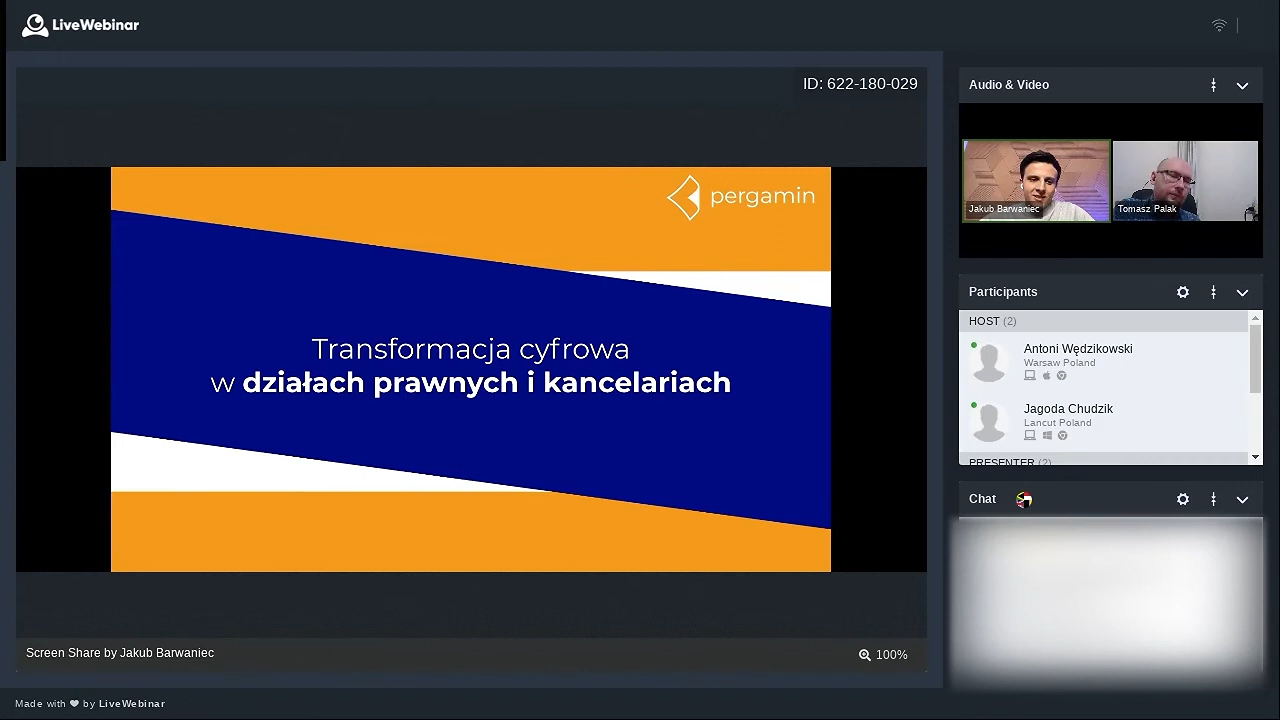 LiveWebinar
ID: 622-180-029
pergamin
Transformacja cyfrowa
w działach prawnych i kancelariach
Screen Share by Jakub Barwaniec
100%
Audio & Video
Jakub Barwaniec
Tomasz Palak
Participants
HOST (2)
Antoni Wędzikowski
Warsaw Poland
Jagoda Chudzik
Lancut Poland
PRESENTER (2)
Chat
Made with ❤ by LiveWebinar